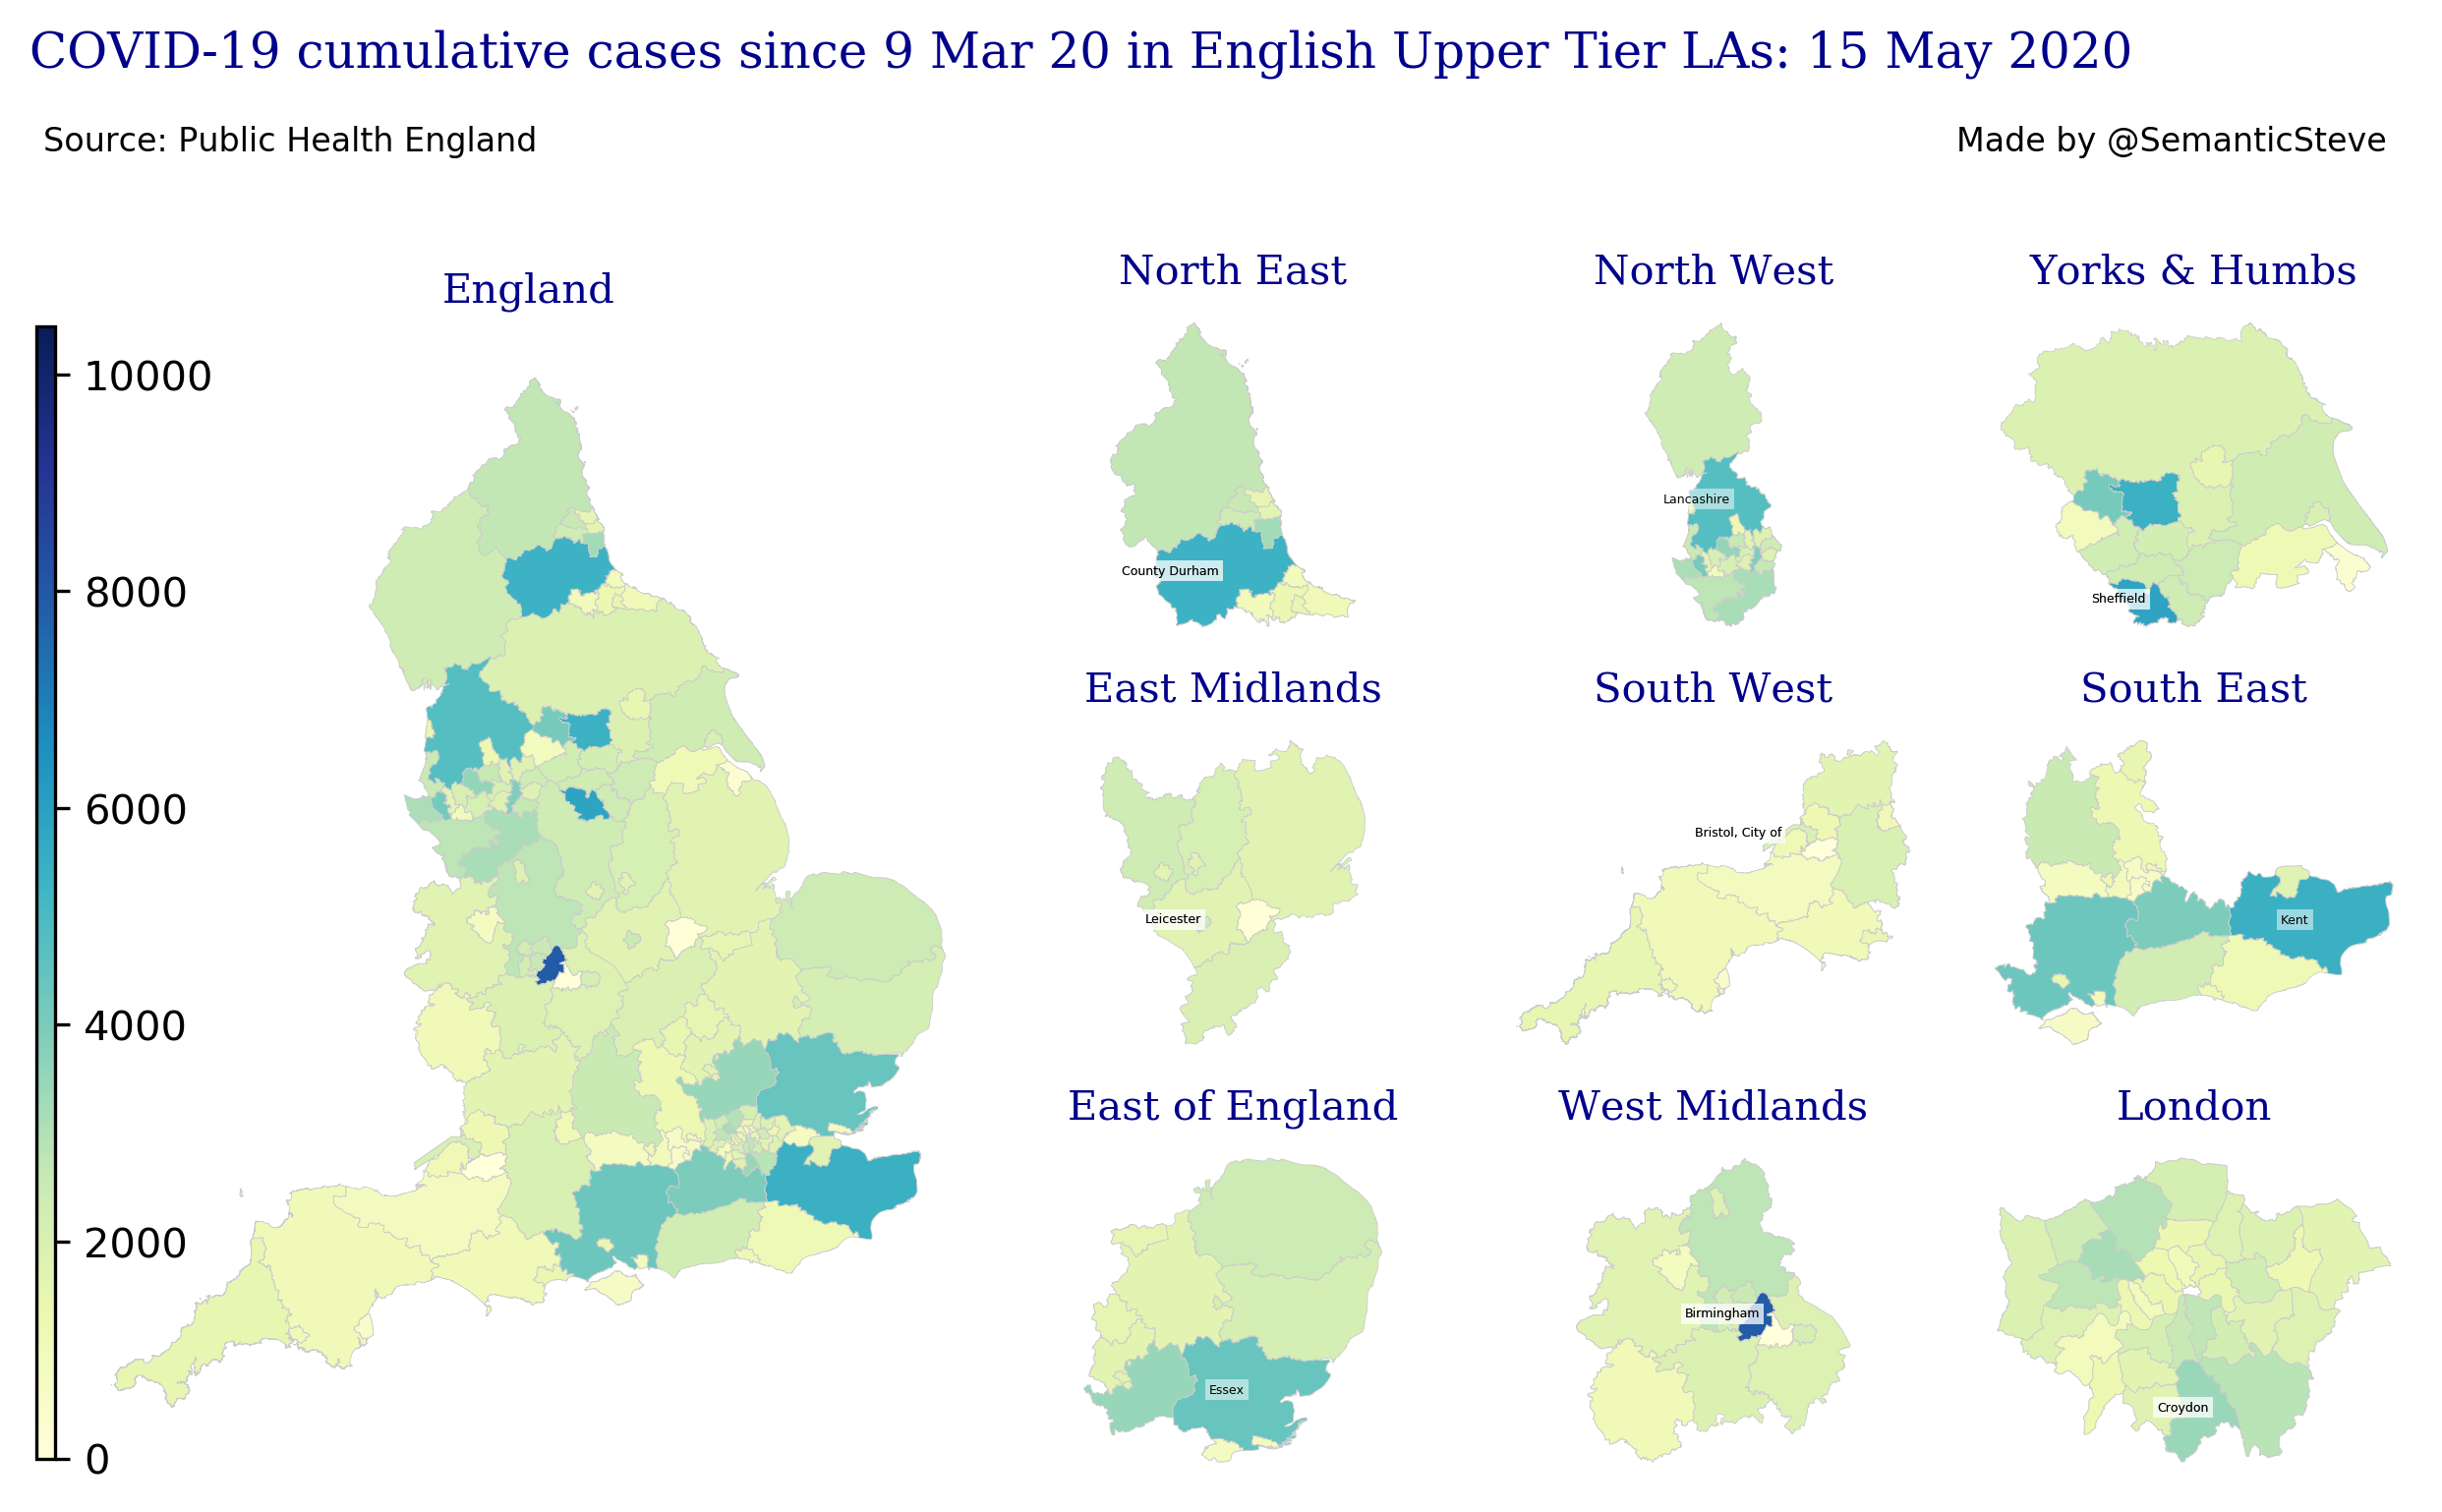 COVID-19 cumulative cases since 9 Mar 20 in English Upper Tier LAs: 15 May 2020
Source: Public Health England
Made by @SemanticSteve
England
10000
8000
6000
4000
2000
0
North East
County Durham
North West
Lancashire
Yorks & Humbs
Sheffield
East Midlands
Leicester
South West
Bristol, City of
South East
Kent
East of England
Essex
West Midlands
Birmingham
London
Croydon